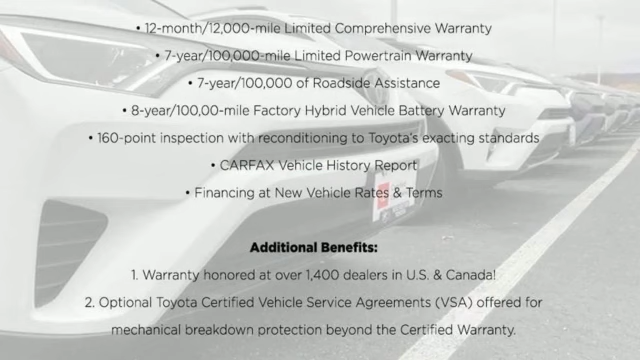 • 12-month/12,000-mile Limited Comprehensive Warranty
• 7-year/100,000-mile Limited Powertrain Warranty
• 7-year/100,000 of Roadside Assistance
• 8-year/100,00-mile Factory Hybrid Vehicle Battery Warranty
• 160-point inspection with reconditioning to Toyota's exacting standards
• CARFAX Vehicle History Report
• Financing at New Vehicle Rates & Terms
Additional Benefits:
1. Warranty honored at over 1,400 dealers in U.S. & Canada!
2. Optional Toyota Certified Vehicle Service Agreements (VSA) offered for
mechanical breakdown protection beyond the Certified Warranty.